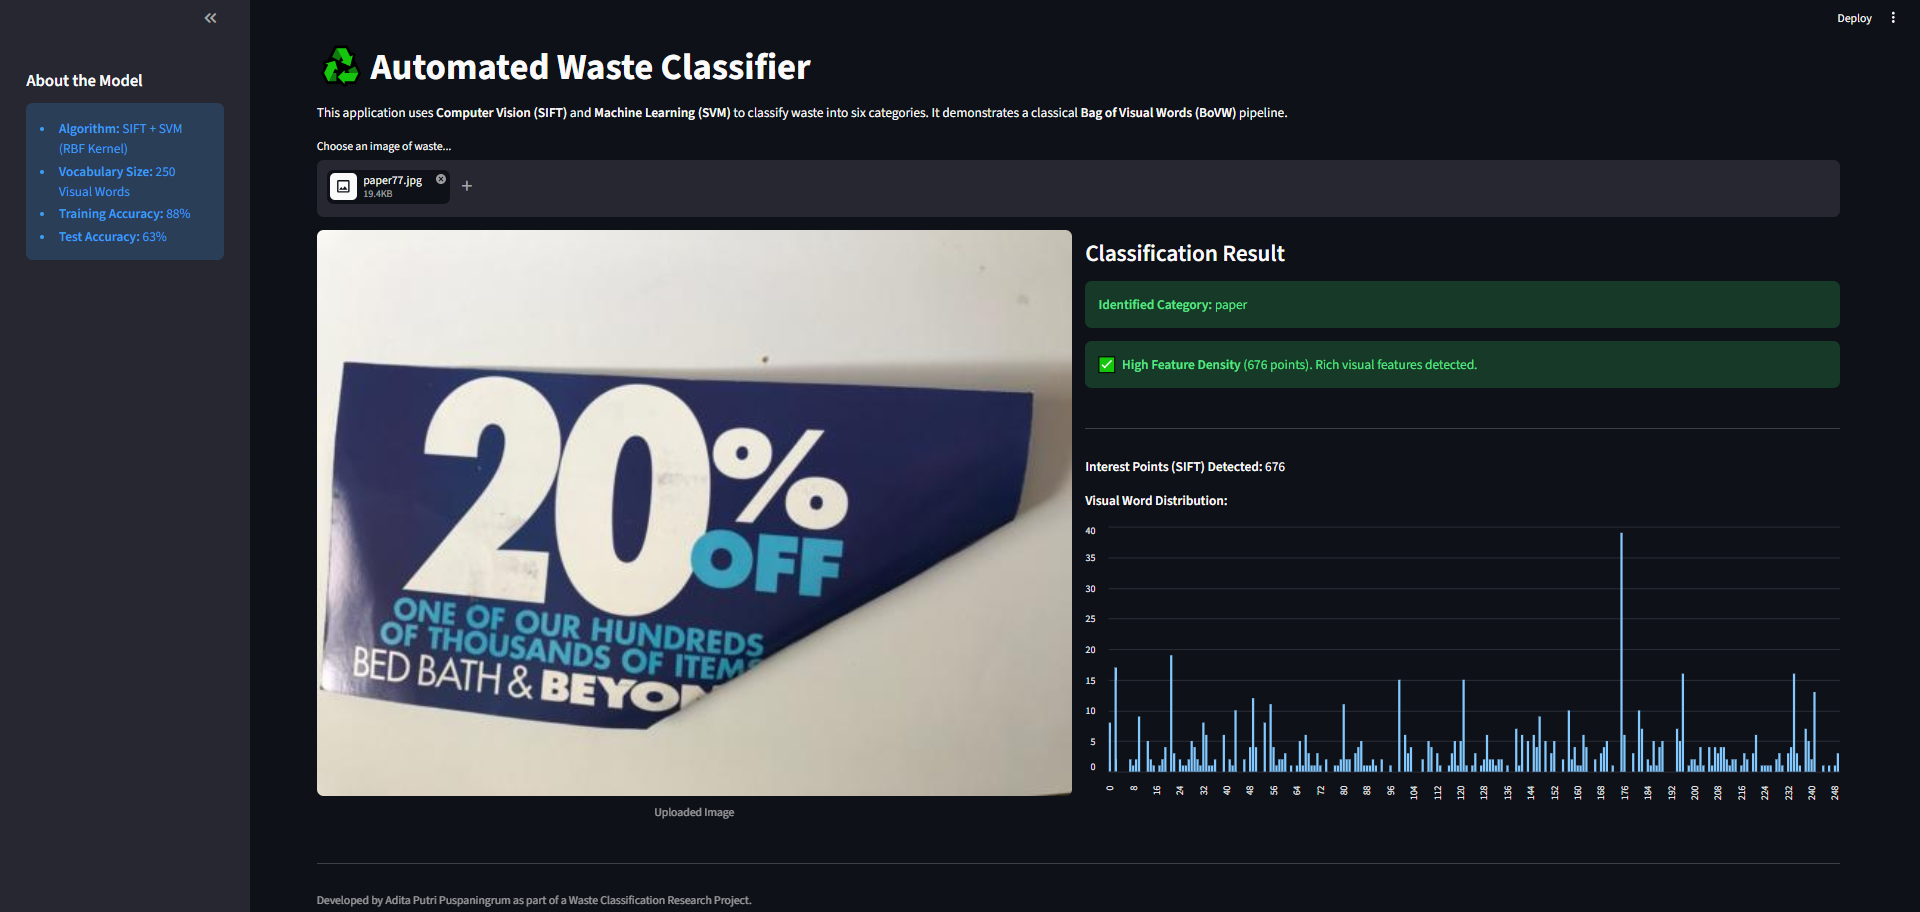 Deploy
About the Model
Algorithm: SIFT + SVM
(RBF Kernel)
Vocabulary Size: 250
Visual Words
Training Accuracy: 88%
Test Accuracy: 63%
Automated Waste Classifier
This application uses Computer Vision (SIFT) and Machine Learning (SVM) to classify waste into six categories. It demonstrates a classical Bag of Visual Words (BoVW) pipeline.
Choose an image of waste...
paper77.jpg
19.4KB
20%
OFF
ONE OF OUR HUNDREDS
OF THOUSANDS OF ITEMS
BED BATH & BEYON
Uploaded Image
Classification Result
Identified Category: paper
High Feature Density (676 points). Rich visual features detected.
Interest Points (SIFT) Detected: 676
Visual Word Distribution:
40
35
30
25
20
15
10
5
0
0 8 16 24 32 40 48 56 64 72 80 88 96 104 112 120 128 136 144 152 160 168 176 184 192 200 208 216 224 232 240 248
Developed by Adita Putri Puspaningrum as part of a Waste Classification Research Project.